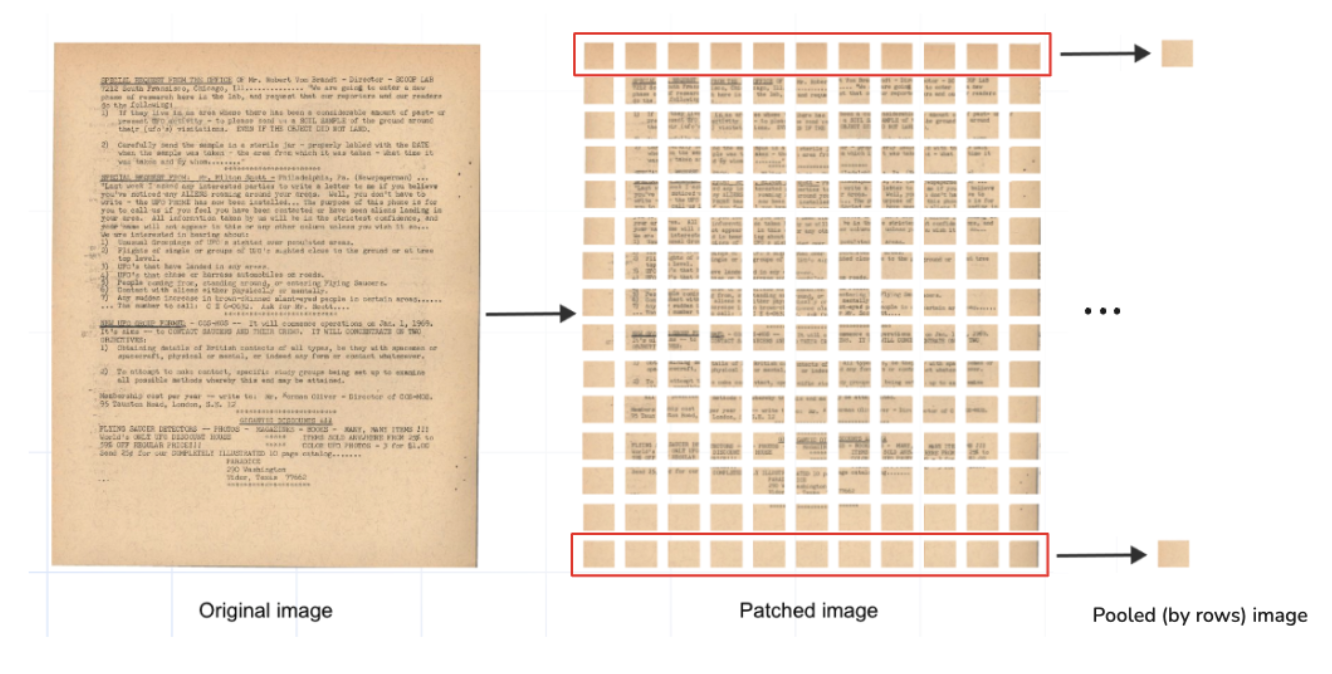 SPECIAL REQUEST FROM THE OFFICE OF Mr. Robert Von Brandt - Director - SCOOP LAB
7212 South Francisco, Chicago, Ill.............. "We are going to enter a new
phase of research here in the lab, and request that our reporters and our readers
do the following:
1) If they live in an area where there has been a considerable amount of past- or
present UFO activity - to please send us a SOIL SAMPLE of the ground around
their (ufo's) visitations. EVEN IF THE OBJECT DID NOT LAND.
2) Carefully send the sample in a sterile jar - properly labled with the DATE
when the sample was taken - the area from which it was taken - what time it
was taken and by whom........"
SPECIAL REQUEST FROM: Mr. Milton Spatt - Philadelphia, Pa. (Newspaperman) ...
"Last week I asked any interested parties to write a letter to me if you believe
you've noticed any ALIENS roaming around your areas. Well, you don't have to
write - the UFO PHONE has now been installed... The purpose of this phone is for
you to call us if you feel you have been contacted or have seen aliens landing in
your area. All information taken by us will be in the strictest confidence, and
your name will not appear in this or any other column unless you wish it so...
We are interested in hearing about:
1) Unusual Groupings of UFO's sighted over populated areas.
2) Flights of single or groups of UFO's sighted close to the ground or at tree
top level.
3) UFO's that have landed in any areas.
4) UFO's that chase or harrass automobiles on roads.
5) People coming from, standing around, or entering Flying Saucers.
6) Contact with aliens either physically or mentally.
7) Any sudden increase in brown-skinned slant-eyed people in certain areas......
... The number to call: C E 6-0692. Ask for Mr. Scott....
NEW UFO GROUP FORMED - COS-MOS -- It will commence operations on Jan. 1, 1969.
It's aims -- to CONTACT SAUCERS AND THEIR CREWS. IT WILL CONCENTRATE ON TWO
OBJECTIVES:
1) Obtaining details of British contacts of all types, be they with spacemen or
spacecraft, physical or mental, or indeed any form or contact whatsoever.
2) To attempt to make contact, specific study groups being set up to examine
all possible methods whereby this end may be attained.
Membership cost per year -- write to: Mr. Norman Oliver - Director of COS-MOS.
95 Taunton Road, London, S.E. 12
FLYING SAUCER DETECTORS -- PHOTOS - MAGAZINES - BOOKS - MANY, MANY ITEMS !!!
World's ONLY UFO DISCOUNT HOUSE ***** ITEMS SOLD ANYWHERE FROM 25% to
50% OFF REGULAR PRICE!!! ***** COLOR UFO PHOTOS - 3 for $1.00
Send 25¢ for our COMPLETELY ILLUSTRATED 10 page catalog.......
290 Washington
Vidor, Texas 77662
Original image
Patched image
Pooled (by rows) image